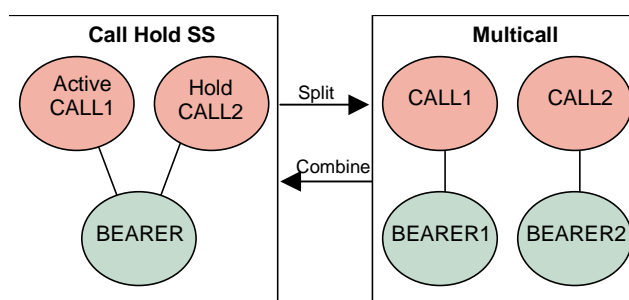 Call Hold SS
Active
CALL1
Hold
CALL2
BEARER
Split
Combine
Multicall
CALL1
CALL2
BEARER1
BEARER2